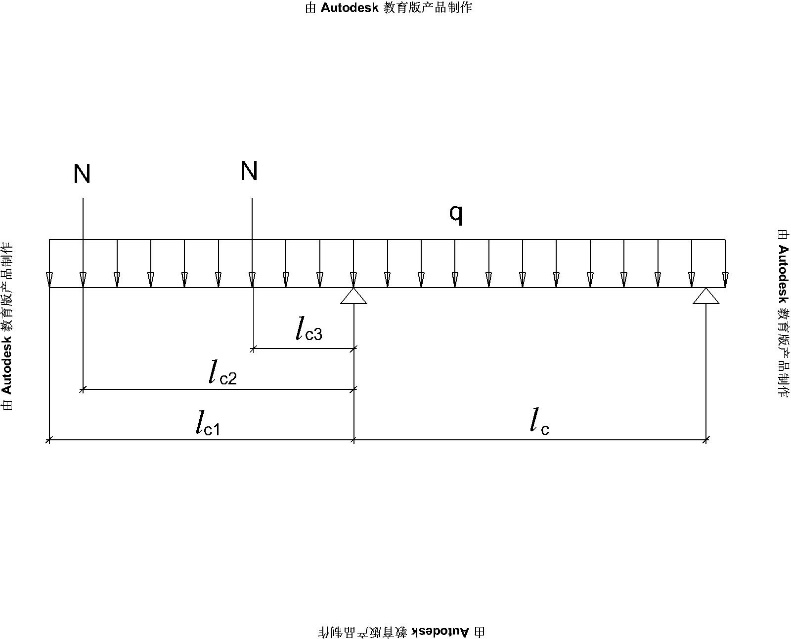 由 Autodesk 教育版产品制作
N
N
q
由 Autodesk 教育版产品制作
由 Autodesk 教育版产品制作
lc3
lc2
lc1
lc
由 Autodesk 教育版产品制作